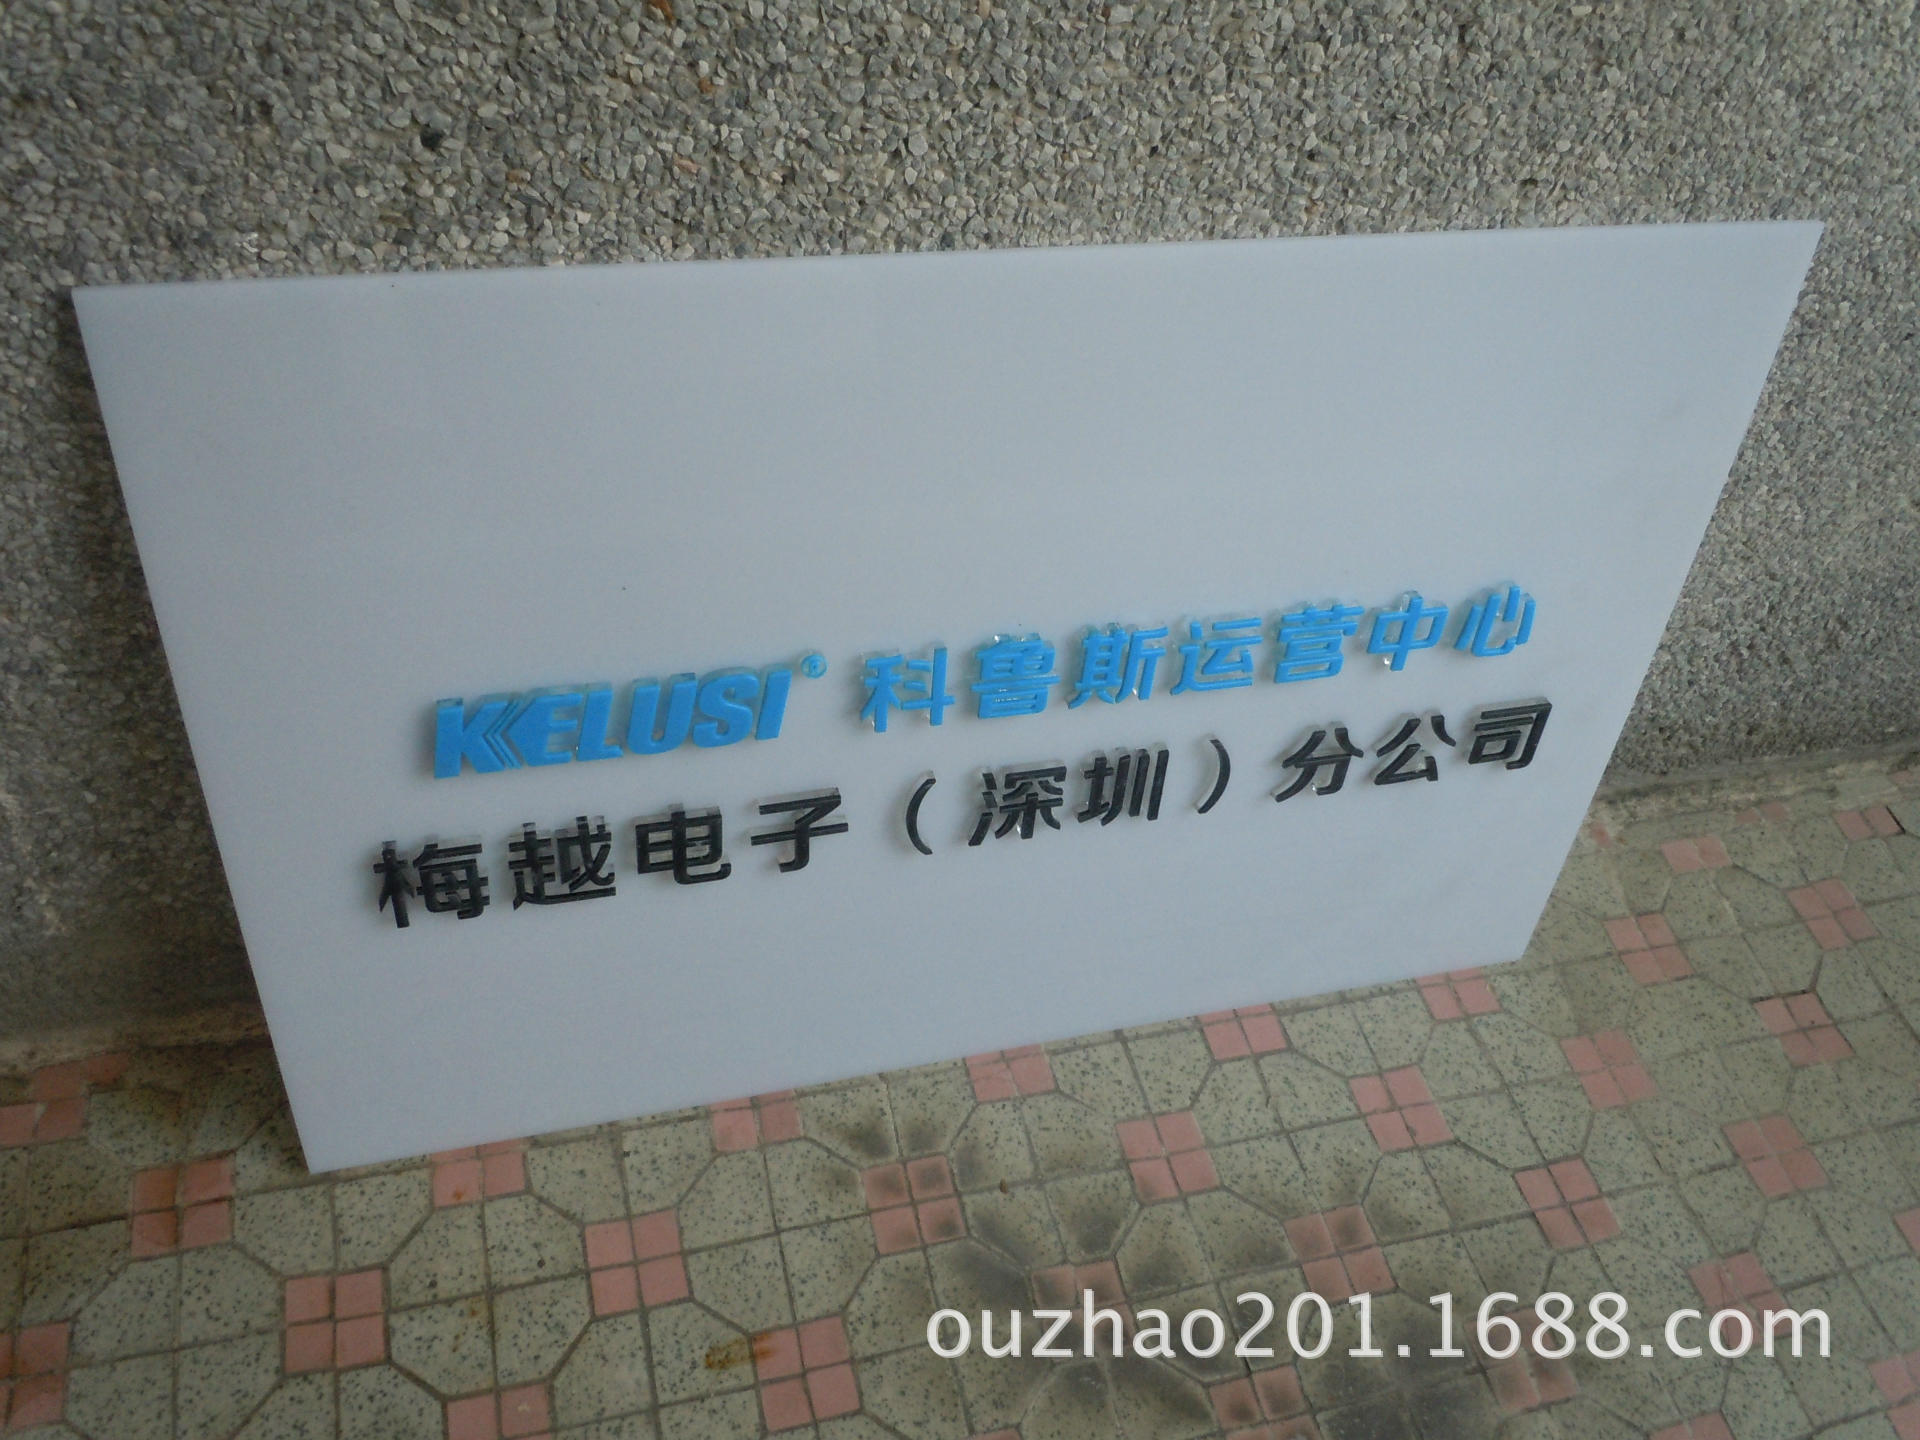 KELUSI® 科鲁斯运营中心
梅越电子（深圳）分公司
ouzhao201.1688.com